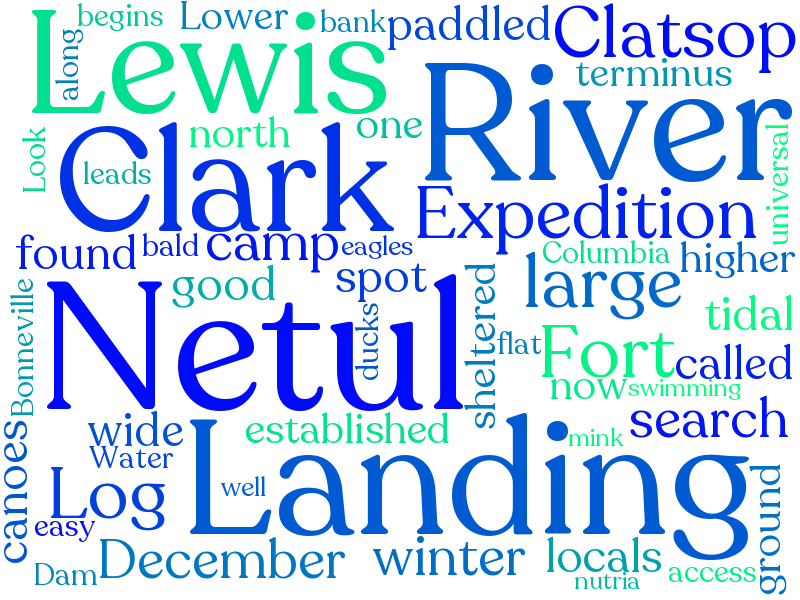 begins
Lower
bank
paddled
Clatsop
along
Lewis
River
terminus
Look
north
one
Clark
leads
universal
Expedition
found
bald
camp
eagles
Columbia
higher
good
spot
sheltered
large
Netul
Bonneville
ducks
flat
tidal
Fort
called
now
swimming
wide
established
search
mink
Water
Landing
canoes
Log
well
easy
ground
Dam
December
winter
locals
nutria
access